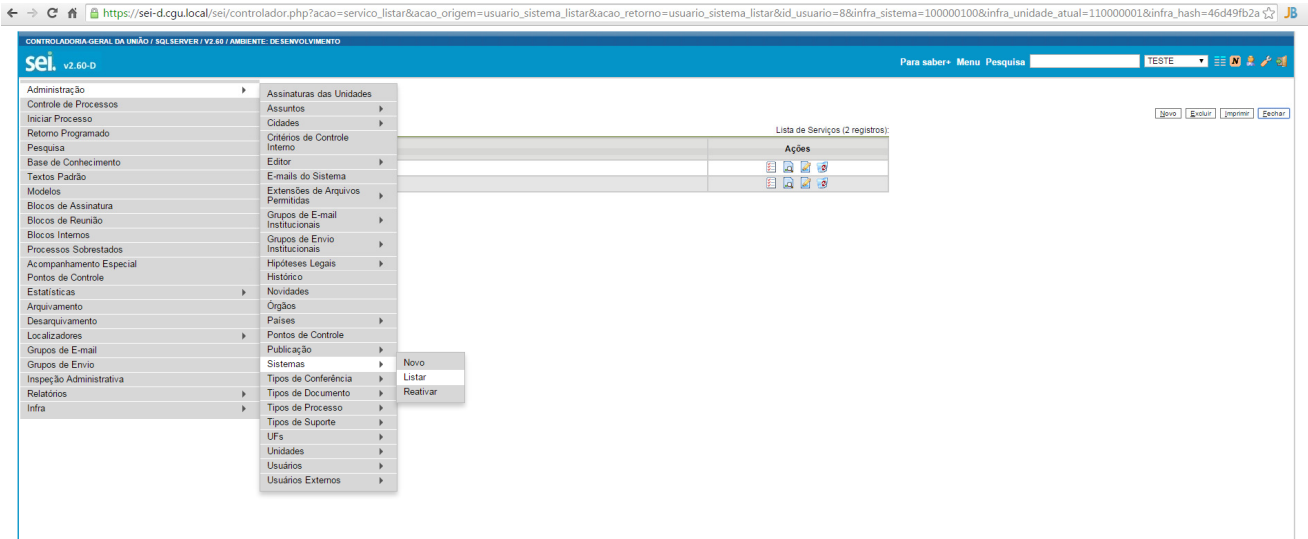 https://sei-d.cgu.local/sei/controlador.php?acao=servico_listar&acao_origem=usuario_sistema_listar&acao_retorno=usuario_sistema_listar&id_usuario=8&infra_sistema=100000100&infra_unidade_atual=110000001&infra_hash=46d49fb2a
JB
CONTROLADORIA-GERAL DA UNIÃO / SQLSERVER / V2.60 / AMBIENTE: DESENVOLVIMENTO
sei. v2.60-D
Para saber+ Menu Pesquisa
TESTE
N
Novo Excluir Imprimir Fechar
Lista de Serviços (2 registros):
Ações
Administração
Controle de Processos
Iniciar Processo
Retorno Programado
Pesquisa
Base de Conhecimento
Textos Padrão
Modelos
Blocos de Assinatura
Blocos de Reunião
Blocos Internos
Processos Sobrestados
Acompanhamento Especial
Pontos de Controle
Estatísticas
Arquivamento
Desarquivamento
Localizadores
Grupos de E-mail
Grupos de Envio
Inspeção Administrativa
Relatórios
Infra
Assinaturas das Unidades
Assuntos
Cidades
Critérios de Controle
Interno
Editor
E-mails do Sistema
Extensões de Arquivos
Permitidas
Grupos de E-mail
Institucionais
Grupos de Envio
Institucionais
Hipóteses Legais
Histórico
Novidades
Órgãos
Países
Pontos de Controle
Publicação
Sistemas
Tipos de Conferência
Tipos de Documento
Tipos de Processo
Tipos de Suporte
UFs
Unidades
Usuários
Usuários Externos
Novo
Listar
Reativar